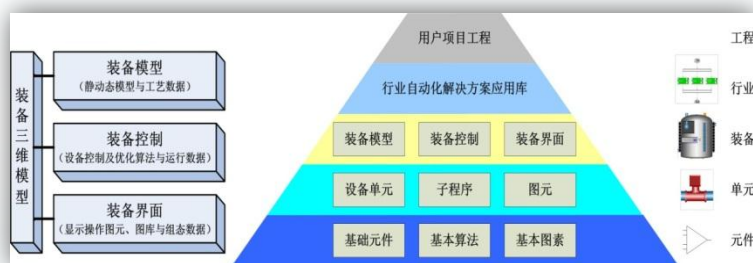 装备三维模型
装备模型
（静动态模型与工艺数据）
装备控制
（设备控制及优化算法与运行数据）
装备界面
（显示操作图元、图库与组态数据）
用户项目工程
行业自动化解决方案应用库
装备模型 装备控制 装备界面
设备单元 子程序 图元
基础元件 基本算法 基本图素
工程
行业
装备
单元
元件